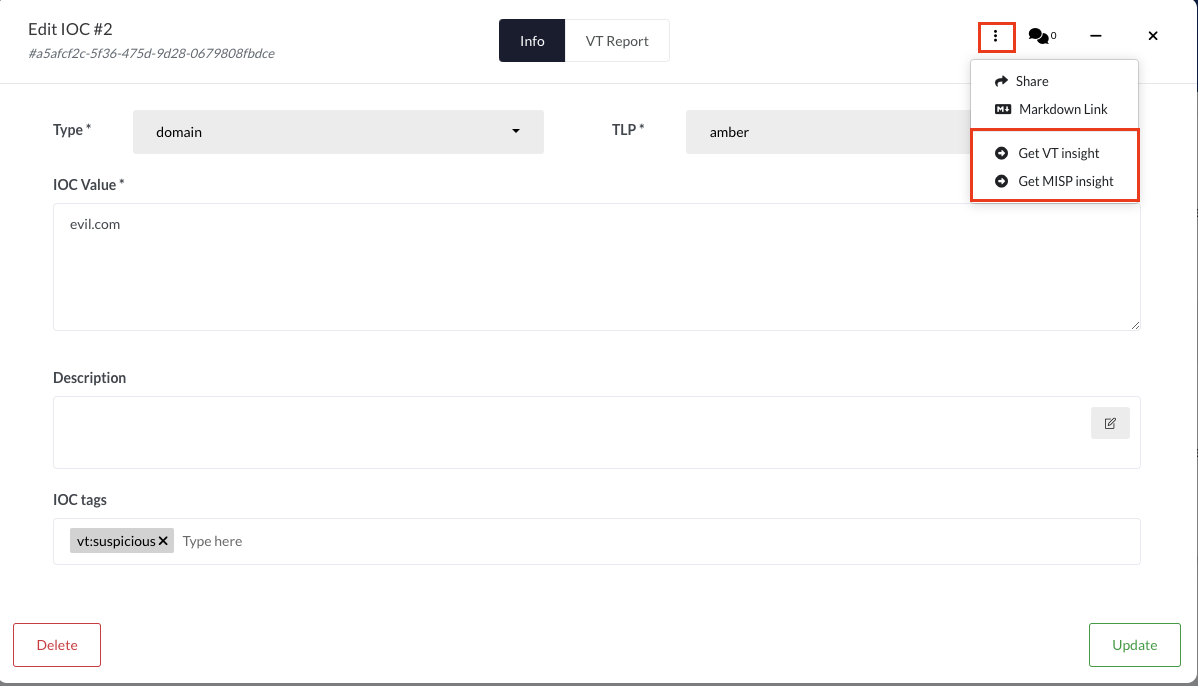 Edit IOC #2
#a5afcf2c-5f36-475d-9d28-0679808fbdce
Info
VT Report
0
Share
Markdown Link
Get VT insight
Get MISP insight
Type *
domain
TLP *
amber
IOC Value *
evil.com
Description
IOC tags
vt:suspicious
Type here
Delete
Update